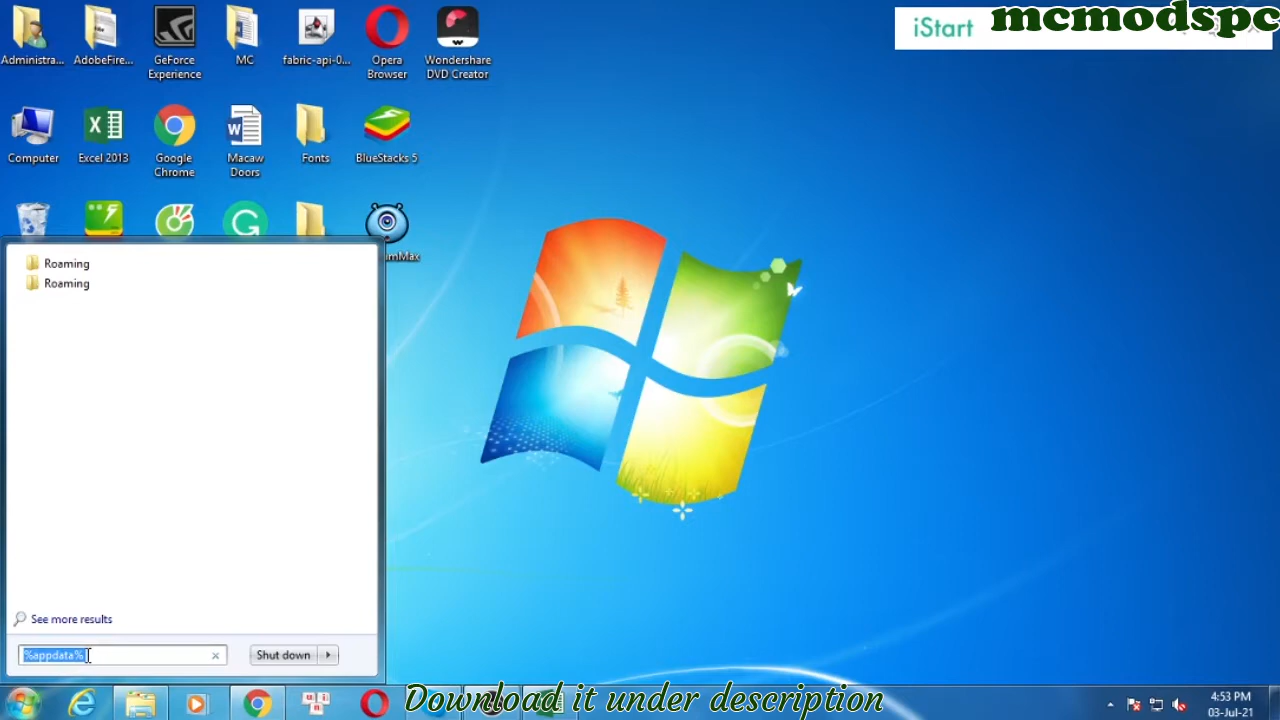 iStart
mcmodspc
Administra...
AdobeFire...
GeForce
Experience
MC
fabric-api-0...
Opera
Browser
Wondershare
DVD Creator
Computer
Excel 2013
Google
Chrome
Macaw
Doors
Fonts
BlueStacks 5
mMax
Roaming
Roaming
See more results
%appdata%
Shut down
Download it under description
4:53 PM
03-Jul-21